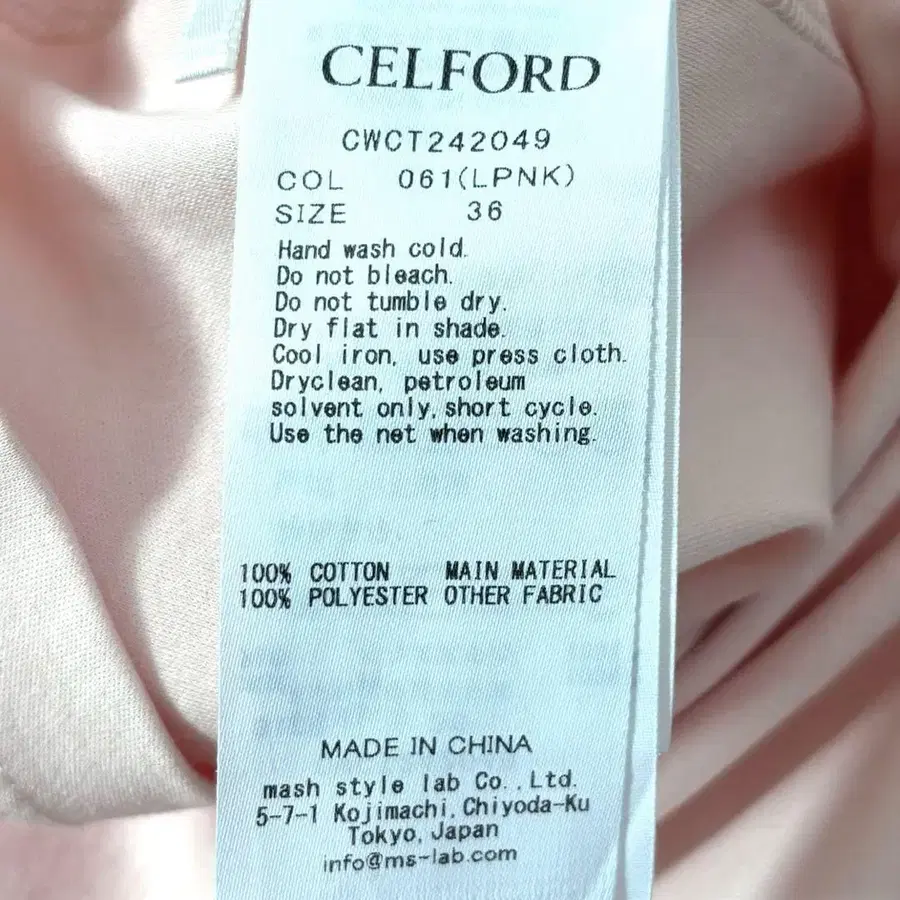 CELFORD
CWCT242049
COL 061(LPNK)
SIZE 36
Hand wash cold.
Do not bleach.
Do not tumble dry.
Dry flat in shade.
Cool iron, use press cloth.
Dryclean, petroleum
solvent only, short cycle.
Use the net when washing.
100% COTTON MAIN MATERIAL
100% POLYESTER OTHER FABRIC
MADE IN CHINA
mash style lab Co.,Ltd.
5-7-1 Kojimachi, Chiyoda-Ku
Tokyo, Japan
info@ms-lab.com